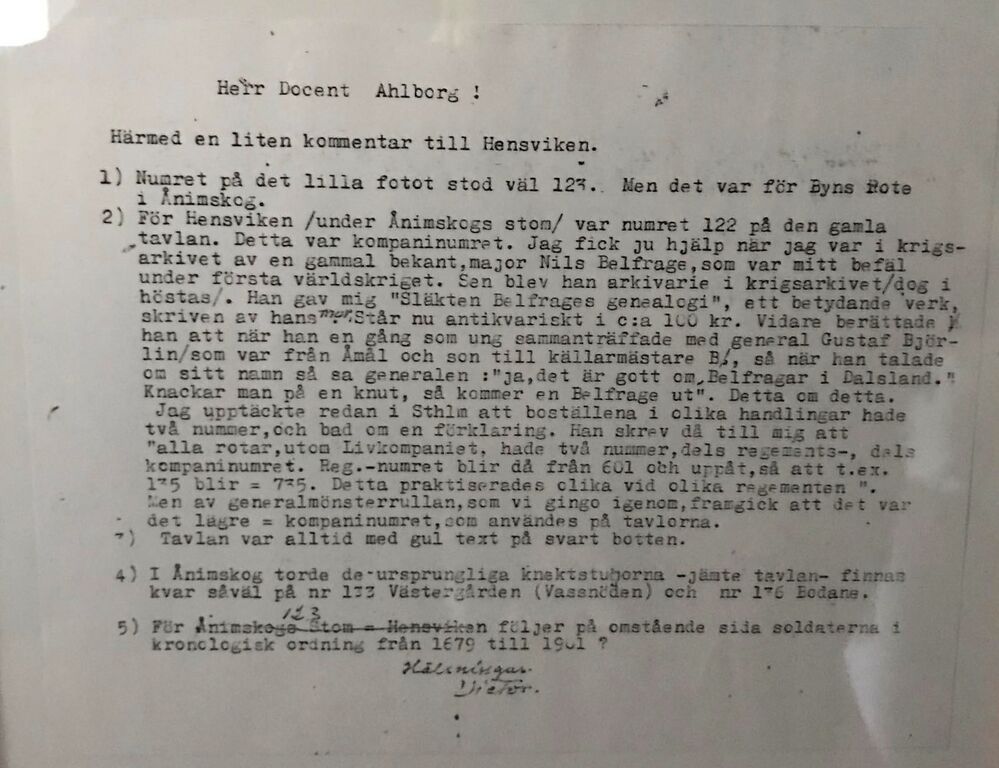 Herr Docent Ahlborg !
Härmed en liten kommentar till Hensviken.
1) Numret på det lilla fotot stod väl 123. Men det var för Byns Rote
i Ånimskog.
2) För Hensviken /under Ånimskogs stom/ var numret 122 på den gamla
tavlan. Detta var kompaninumret. Jag fick ju hjälp när jag var i krigs-
arkivet av en gammal bekant,major Nils Belfrage,som var mitt befäl
under första världskriget. Sen blev han arkivarie i krigsarkivet/dog i
höstas/. Han gav mig "Släkten Belfrages genealogi", ett betydande verk,
skriven av hans mor. Står nu antikvariskt i c:a 100 kr. Vidare berättade
han att när han en gång som ung sammanträffade med general Gustaf Björ-
lin/som var från Åmål och son till källarmästare B/, så när han talade
om sitt namn så sa generalen :"ja,det är gott om Belfragar i Dalsland."
Knackar man på en knut, så kommer en Belfrage ut". Detta om detta.
Jag upptäckte redan i Sthlm att boställena i olika handlingar hade
två nummer,och bad om en förklaring. Han skrev då till mig att
"alla rotar,utom Livkompaniet, hade två nummer,dels regements-, dels
kompaninumret. Reg.-numret blir då från 601 och uppåt,så att t.ex.
135 blir = 735. Detta praktiserades olika vid olika regementen ".
Men av generalmönsterrullan,som vi gingo igenom,framgick att det var
det lägre = kompaninumret,som användes på tavlorna.
3) Tavlan var alltid med gul text på svart botten.
4) I Ånimskog torde de ursprungliga knektstugorna -jämte tavlan- finnas
kvar såväl på nr 133 Västergården (Vassnöden) och nr 136 Bodane.
123
5) För Ånimskogs Stom = Hensviken följer på omstående sida soldaterna i
kronologisk ordning från 1679 till 1901 ?
Hälsningar